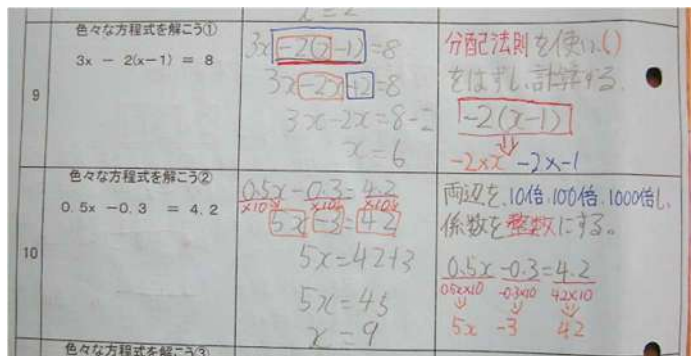 x=2
色々な方程式を解こう①
3x － 2(x－1) ＝ 8
9
3x-2(x-1)=8
3x-2x+2=8
3x-2x=8-2
x=6
分配法則を使い、( )
をはずし、計算する。
-2(x-1)
-2×x -2×-1
色々な方程式を解こう②
0.5x －0.3 ＝ 4.2
10
0.5x-0.3=4.2
×10 ×10 ×10
5x-3=42
5x=42+3
5x=45
x=9
両辺を、10倍、100倍、1000倍し、
係数を整数にする。
0.5x-0.3=4.2
0.5x×10 -0.3×10 4.2×10
5x -3 42
色々な方程式を解こう③